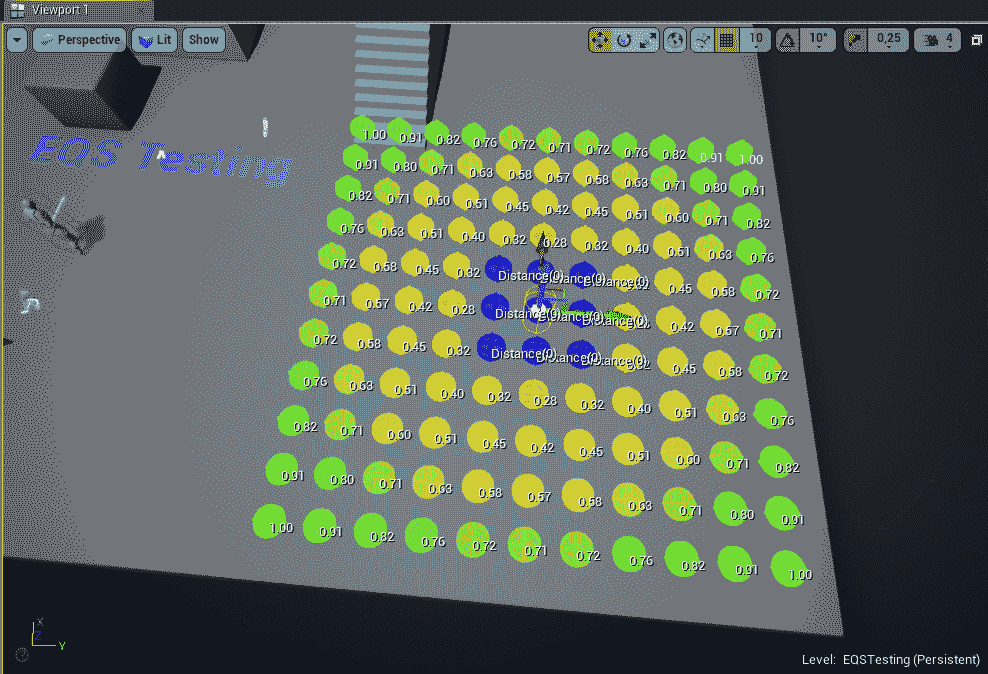 Viewport 1
Perspective Lit Show 10 10° 0,25 4
EQS Testing
1.00 0.91 0.82 0.76 0.72 0.71 0.72 0.76 0.82 0.91 1.00
0.91 0.80 0.71 0.63 0.58 0.57 0.58 0.63 0.71 0.80 0.91
0.82 0.71 0.60 0.51 0.45 0.42 0.45 0.51 0.60 0.71 0.82
0.76 0.63 0.51 0.40 0.32 0.28 0.32 0.40 0.51 0.63 0.76
0.72 0.58 0.45 0.32 Distance(0) Distance(0) Distance(0) 0.45 0.58 0.72
0.71 0.57 0.42 0.28 Distance(0) Distance(0) Distance(0) 0.42 0.57 0.71
0.72 0.58 0.45 0.32 Distance(0) Distance(0) Distance(0) 0.45 0.58 0.72
0.76 0.63 0.51 0.40 0.32 0.28 0.32 0.40 0.51 0.63 0.76
0.82 0.71 0.60 0.51 0.45 0.42 0.45 0.51 0.60 0.71 0.82
0.91 0.80 0.71 0.63 0.58 0.57 0.58 0.63 0.71 0.80 0.91
1.00 0.91 0.82 0.76 0.72 0.71 0.72 0.76 0.82 0.91 1.00
X
Z
Y
Level: EQSTesting (Persistent)